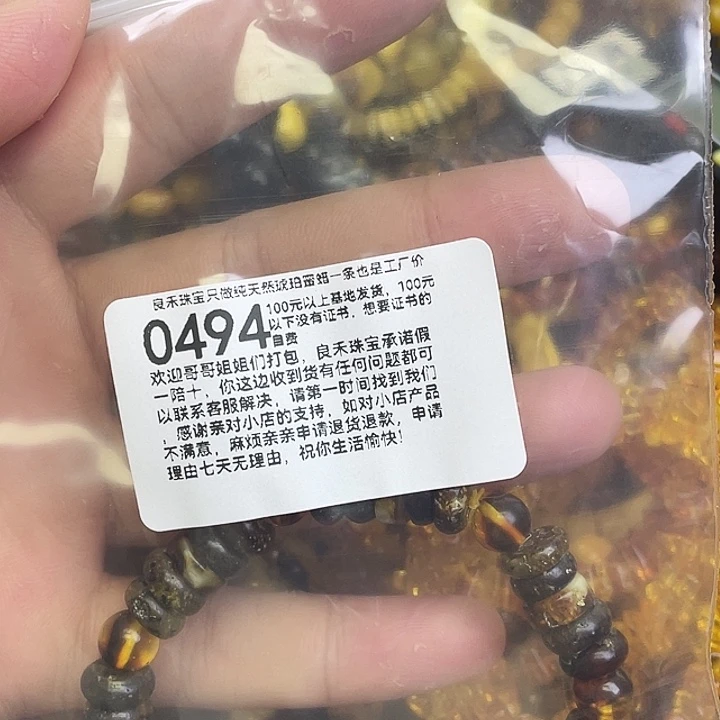 良禾珠宝只做纯天然琥珀蜜蜡一条也是工厂价
0494
100元以上基地发货,100元
以下没有证书,想要证书的
自费
欢迎哥哥姐姐们打包,良禾珠宝承诺假
一陪十,你这边收到货有任何问题都可
以联系客服解决,请第一时间找到我们
,感谢亲对小店的支持,如对小店产品
不满意,麻烦亲亲申请退货退款,申请
理由七天无理由,祝你生活愉快!